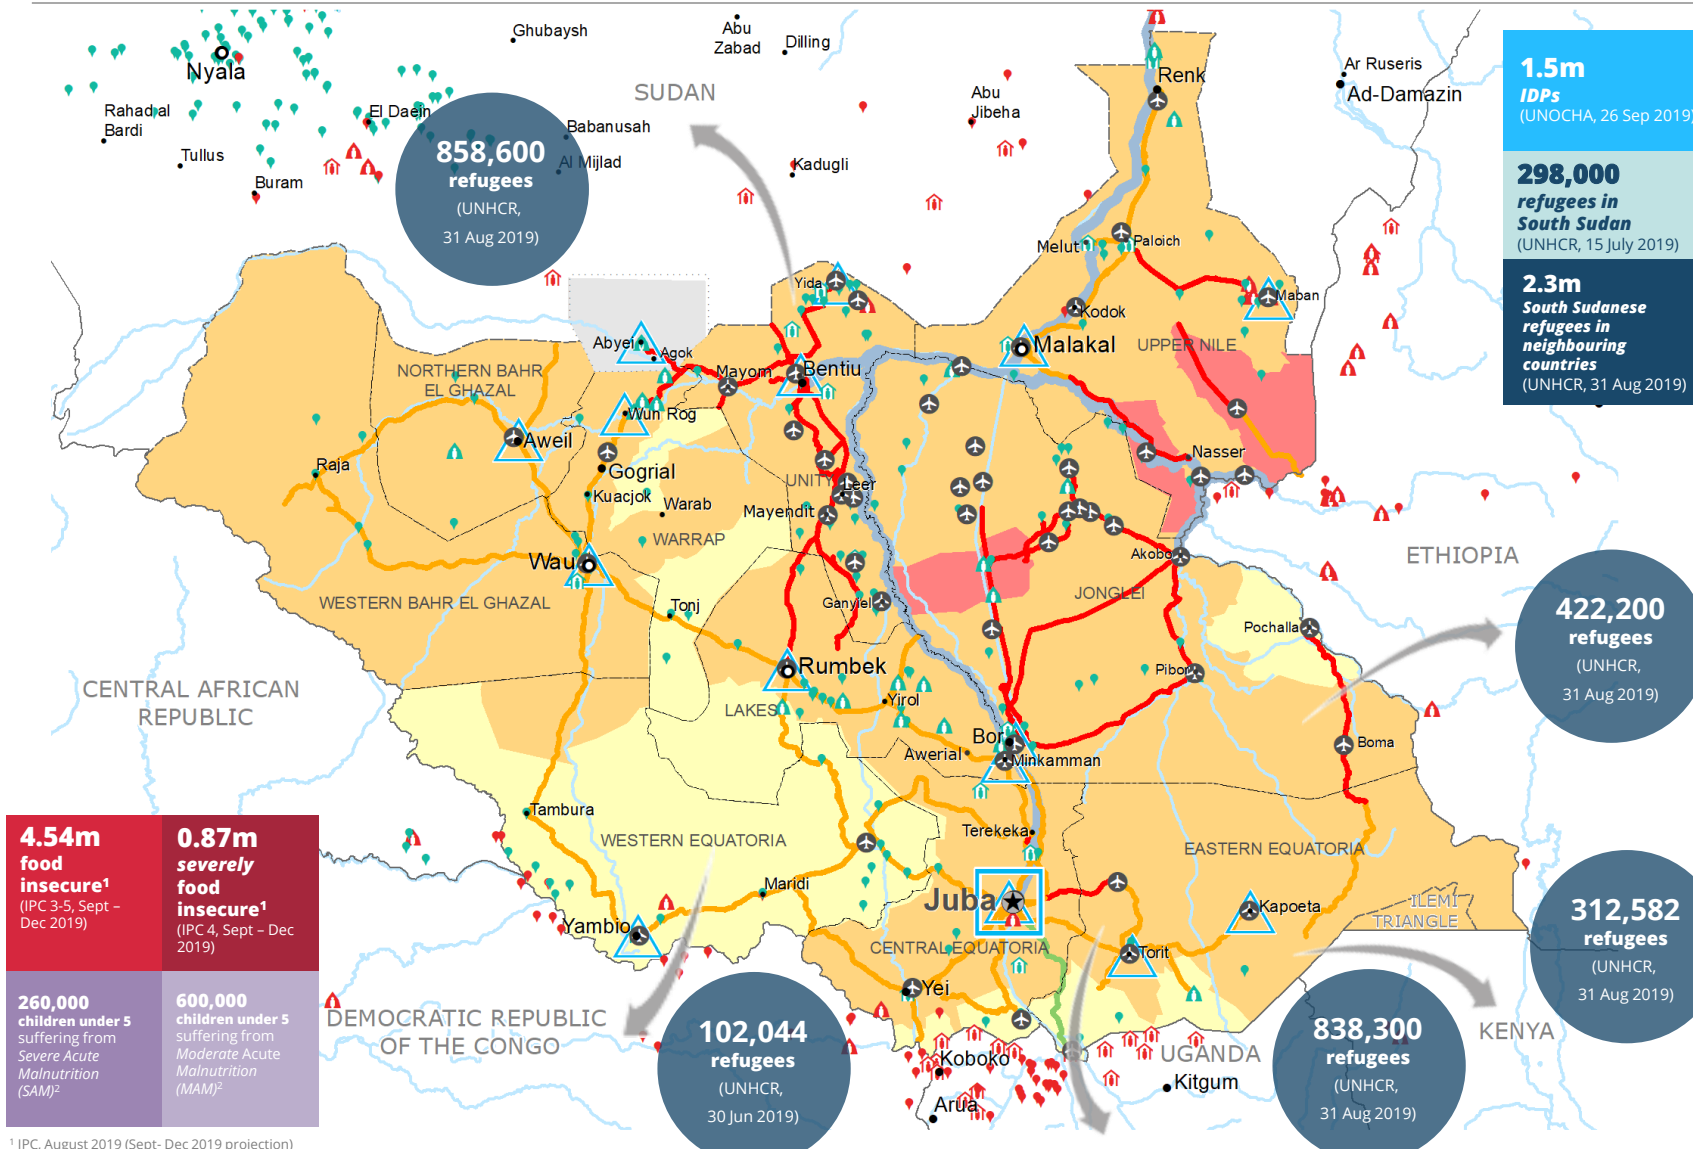 Ghubaysh
Abu
Zabad
Dilling
Nyala
SUDAN
Renk
Ar Ruseris
Ad-Damazin
Rahad al
Bardi
El Daein
Abu
Jibeha
Babanusah
Tullus
Al Mijlad
Kadugli
Buram
858,600
refugees
(UNHCR,
31 Aug 2019)
1.5m
IDPs
(UNOCHA, 26 Sep 2019)
298,000
refugees in
South Sudan
(UNHCR, 15 July 2019)
2.3m
South Sudanese
refugees in
neighbouring
countries
(UNHCR, 31 Aug 2019)
Melut
Paloich
Yida
Maban
Kodok
Abyei
Agok
Malakal
UPPER NILE
NORTHERN BAHR
EL GHAZAL
Mayom
Bentiu
Wun Rog
Aweil
Nasser
Raja
Gogrial
UNITY
Leer
Kuacjok
Warab
Mayendit
WARRAP
Wau
Akobo
ETHIOPIA
WESTERN BAHR EL GHAZAL
Tonj
Ganyiel
JONGLEI
Pochalla
422,200
refugees
(UNHCR,
31 Aug 2019)
Rumbek
Pibor
CENTRAL AFRICAN
REPUBLIC
LAKES
Yirol
Bor
Awerial
Minkamman
Boma
Tambura
WESTERN EQUATORIA
Terekeka
EASTERN EQUATORIA
4.54m
food
insecure¹
(IPC 3-5, Sept –
Dec 2019)
0.87m
severely
food
insecure¹
(IPC 4, Sept – Dec
2019)
Maridi
Juba
Kapoeta
ILEMI
TRIANGLE
312,582
refugees
(UNHCR,
31 Aug 2019)
Yambio
CENTRAL EQUATORIA
Torit
260,000
children under 5
suffering from
Severe Acute
Malnutrition
(SAM)²
600,000
children under 5
suffering from
Moderate Acute
Malnutrition
(MAM)²
Yei
DEMOCRATIC REPUBLIC
OF THE CONGO
102,044
refugees
(UNHCR,
30 Jun 2019)
838,300
refugees
(UNHCR,
31 Aug 2019)
KENYA
Koboko
UGANDA
Kitgum
Arua
¹ IPC, August 2019 (Sept- Dec 2019 projection)